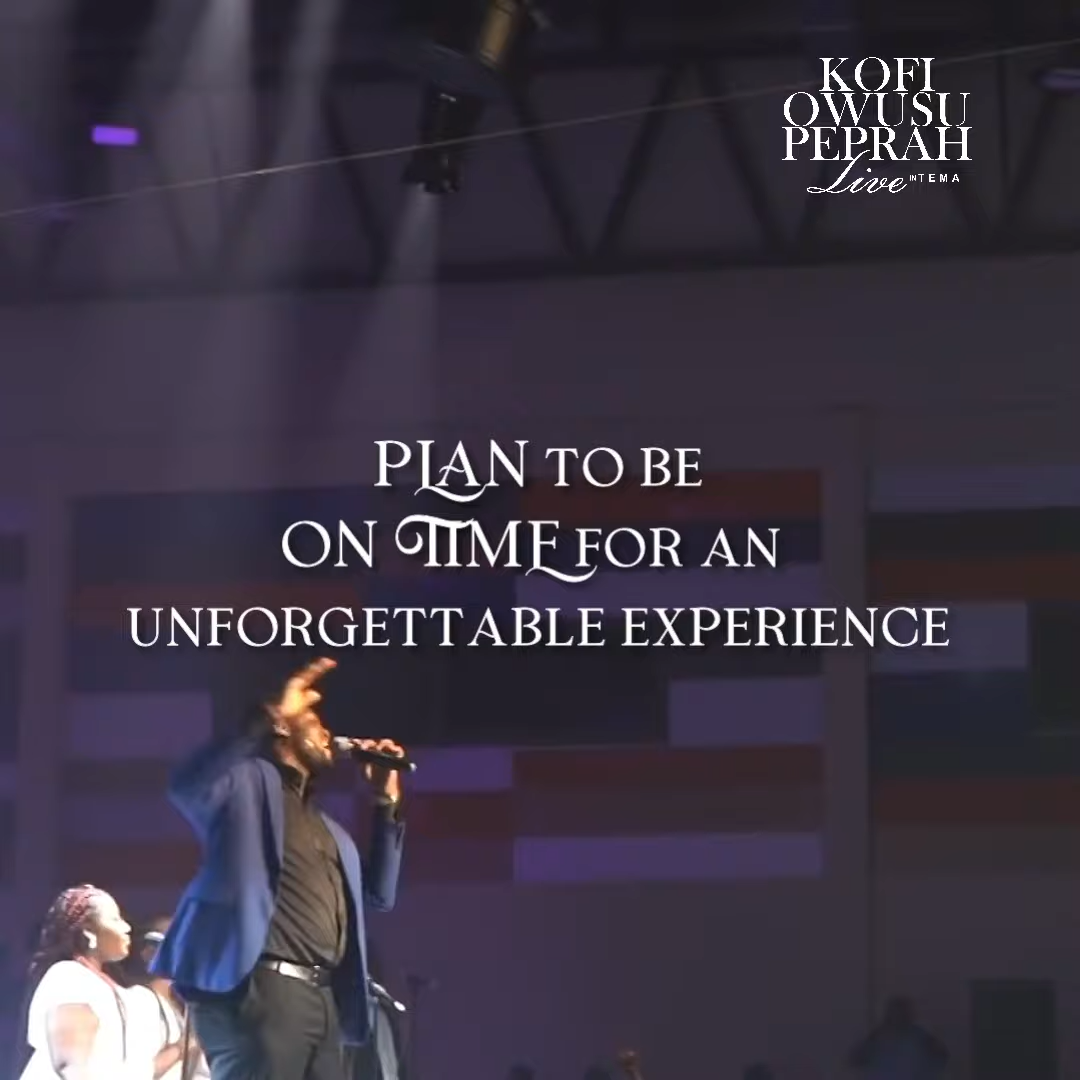 KOFI
OWUSU
PEPRAH
Live IN TEMA
PLAN TO BE
ON TIME FOR AN
UNFORGETTABLE EXPERIENCE